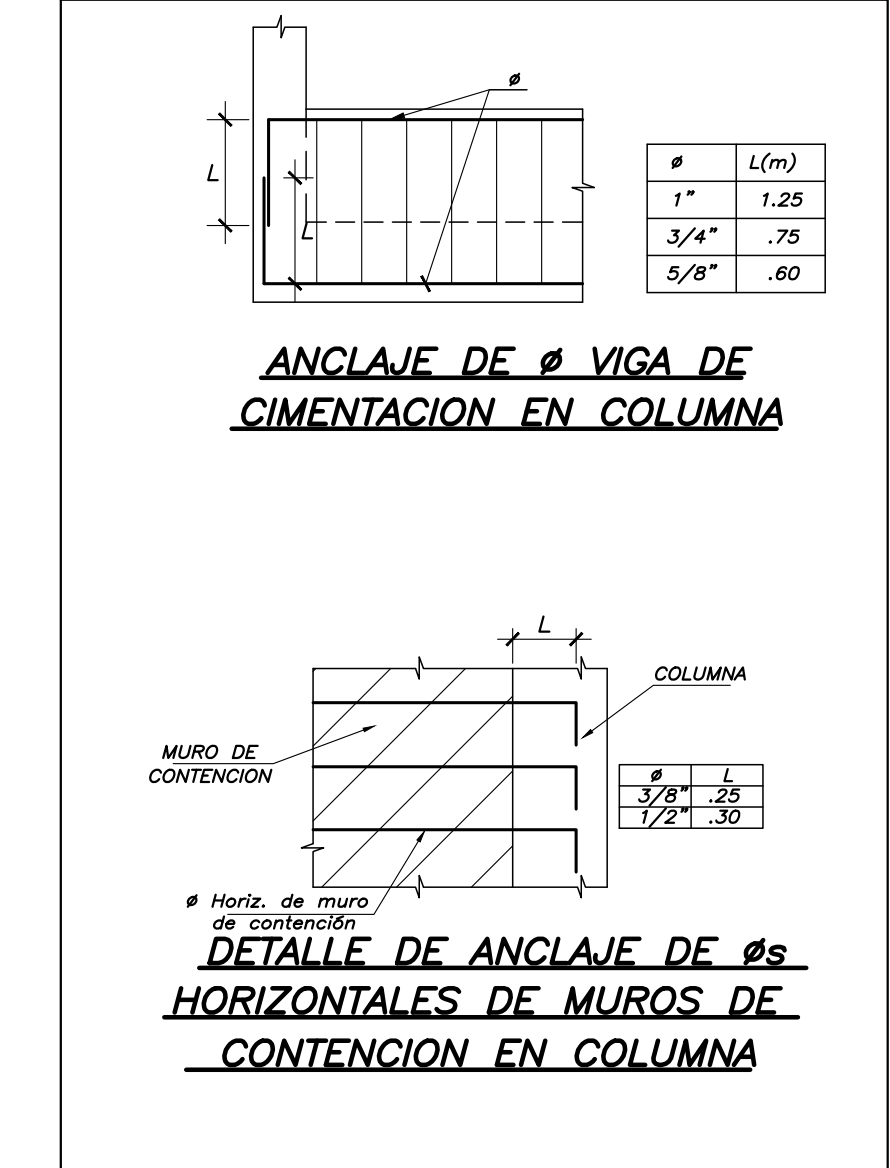 ø
L
L
ø L(m)
1" 1.25
3/4" .75
5/8" .60
ANCLAJE DE ø VIGA DE
CIMENTACION EN COLUMNA
L
COLUMNA
MURO DE
CONTENCION
ø L
3/8" .25
1/2" .30
ø Horiz. de muro
de contención
DETALLE DE ANCLAJE DE øs
HORIZONTALES DE MUROS DE
CONTENCION EN COLUMNA